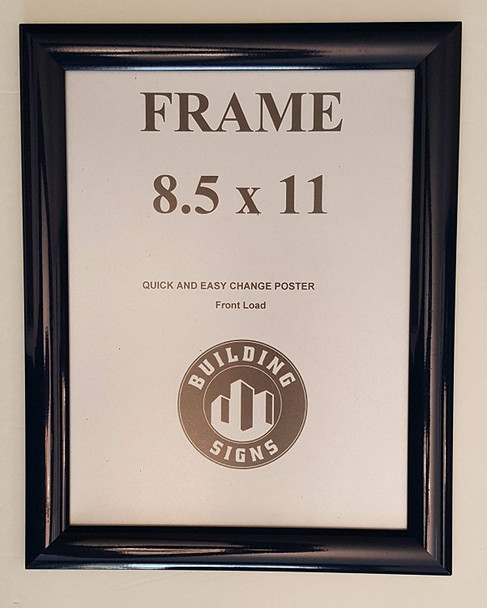 FRAME
8.5 x 11
QUICK AND EASY CHANGE POSTER
Front Load
BUILDING
SIGNS